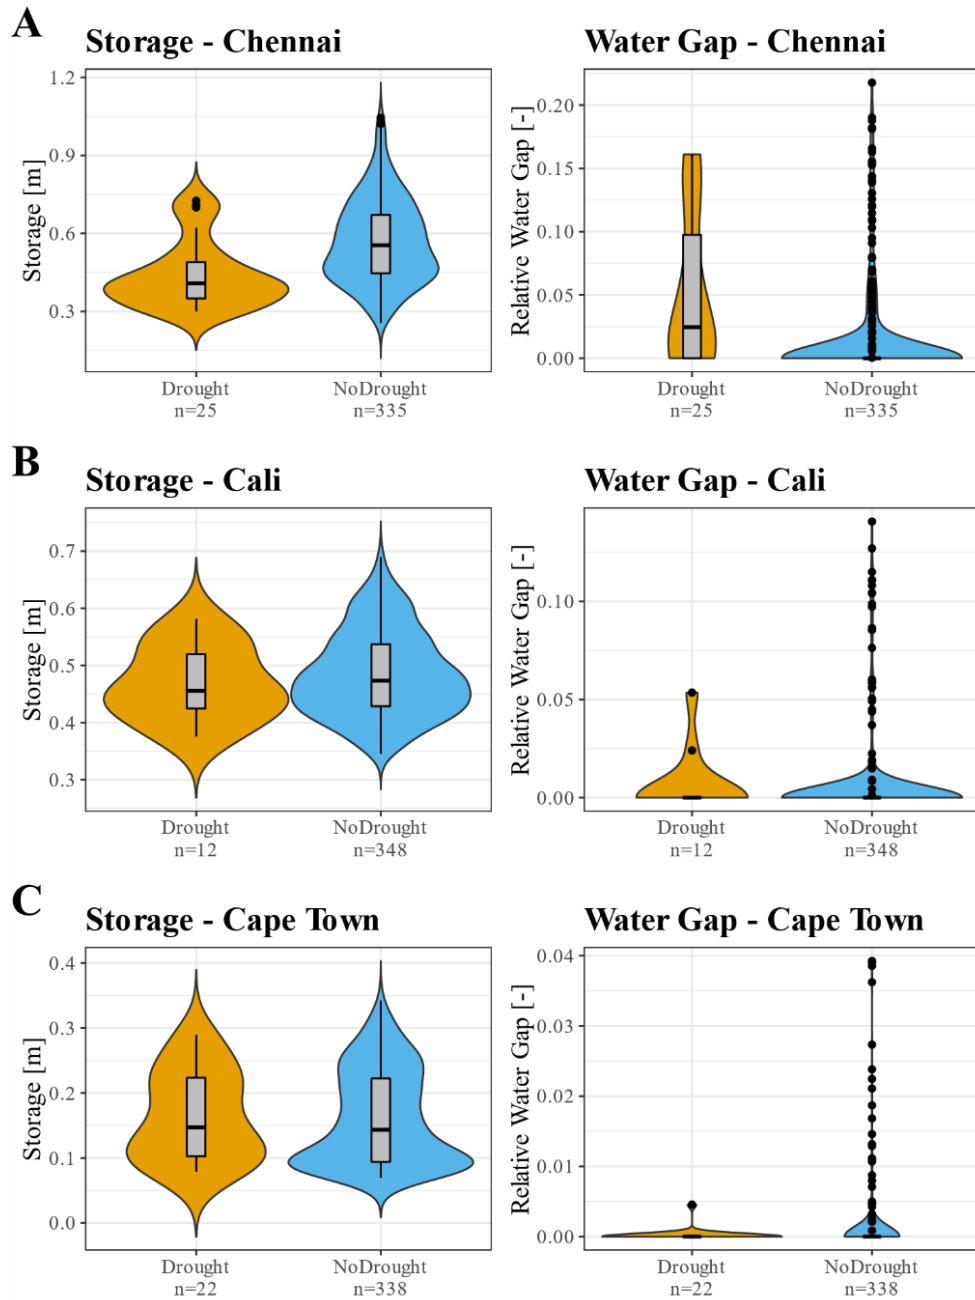 A
Storage - Chennai
Water Gap - Chennai
Storage [m]
1.2
0.9
0.6
0.3
Drought
n=25
NoDrought
n=335
Relative Water Gap [-]
0.20
0.15
0.10
0.05
0.00
Drought
n=25
NoDrought
n=335
B
Storage - Cali
Water Gap - Cali
Storage [m]
0.7
0.6
0.5
0.4
0.3
Drought
n=12
NoDrought
n=348
Relative Water Gap [-]
0.10
0.05
0.00
Drought
n=12
NoDrought
n=348
C
Storage - Cape Town
Water Gap - Cape Town
Storage [m]
0.4
0.3
0.2
0.1
0.0
Drought
n=22
NoDrought
n=338
Relative Water Gap [-]
0.04
0.03
0.02
0.01
0.00
Drought
n=22
NoDrought
n=338